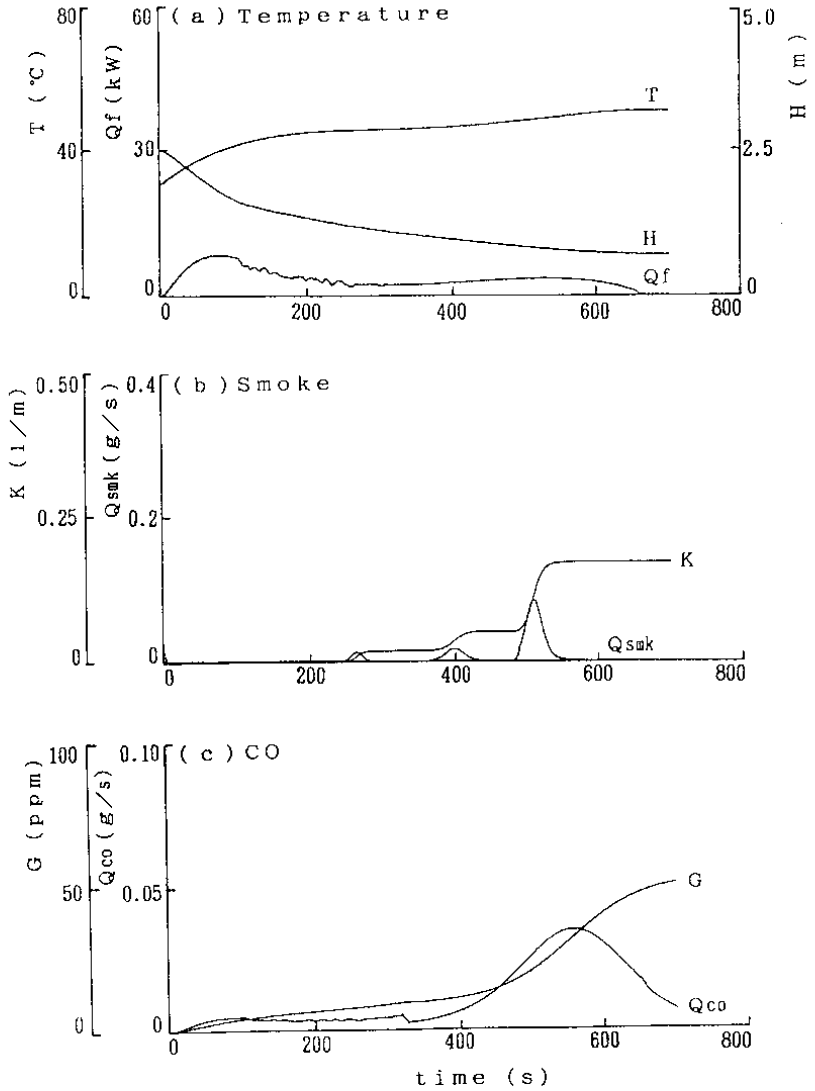 (a) Temperature
T (℃)
Qf (kW)
H (m)
80
40
0
60
30
0
5.0
2.5
0
T
H
Qf
0 200 400 600 800
(b) Smoke
K (1/m)
Qsmk (g/s)
0.50
0.25
0
0.4
0.2
0
K
Qsmk
0 200 400 600 800
(c) CO
G (ppm)
Qco (g/s)
100
50
0
0.10
0.05
0
G
Qco
0 200 400 600 800
time (s)